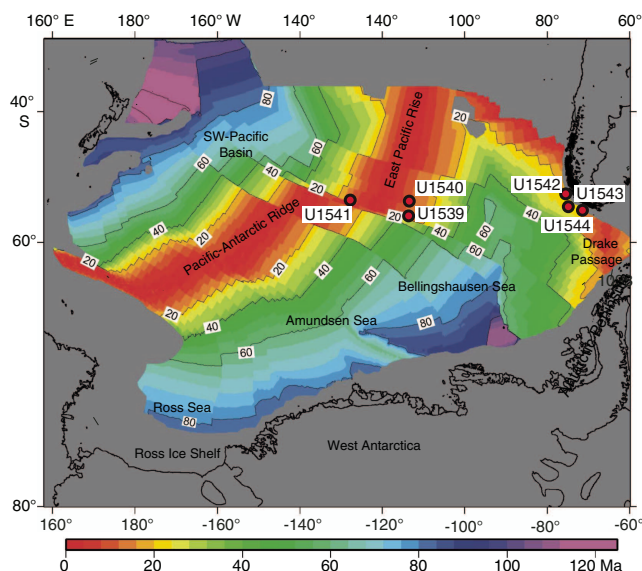 160° E -160° -140° -120° -100° -80° 60°
40°
S
60°
80°
80
20
SW-Pacific
Basin
60
60
East Pacific Rise
40
40
20
20
40
U1542
U1543
U1540
U1541
U1539
U1544
20
40
60
Pacific-Antarctic Ridge
Drake
Passage
40
20
20
20
40
60
Bellingshausen Sea
80
Amundsen Sea
20
40
60
Ross Sea
80
Ross Ice Shelf
West Antarctica
160° 180° -160° -140° -120° -100° -80° -60°
0 20 40 60 80 100 120 Ma